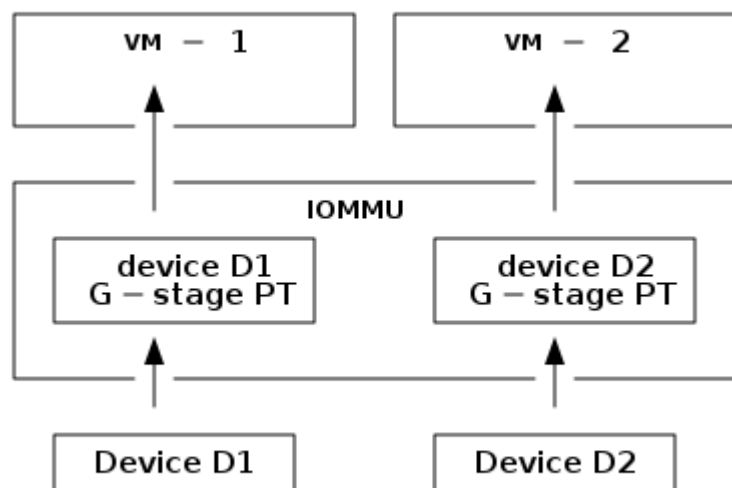 VM − 1
VM − 2
IOMMU
device D1
G − stage PT
device D2
G − stage PT
Device D1
Device D2